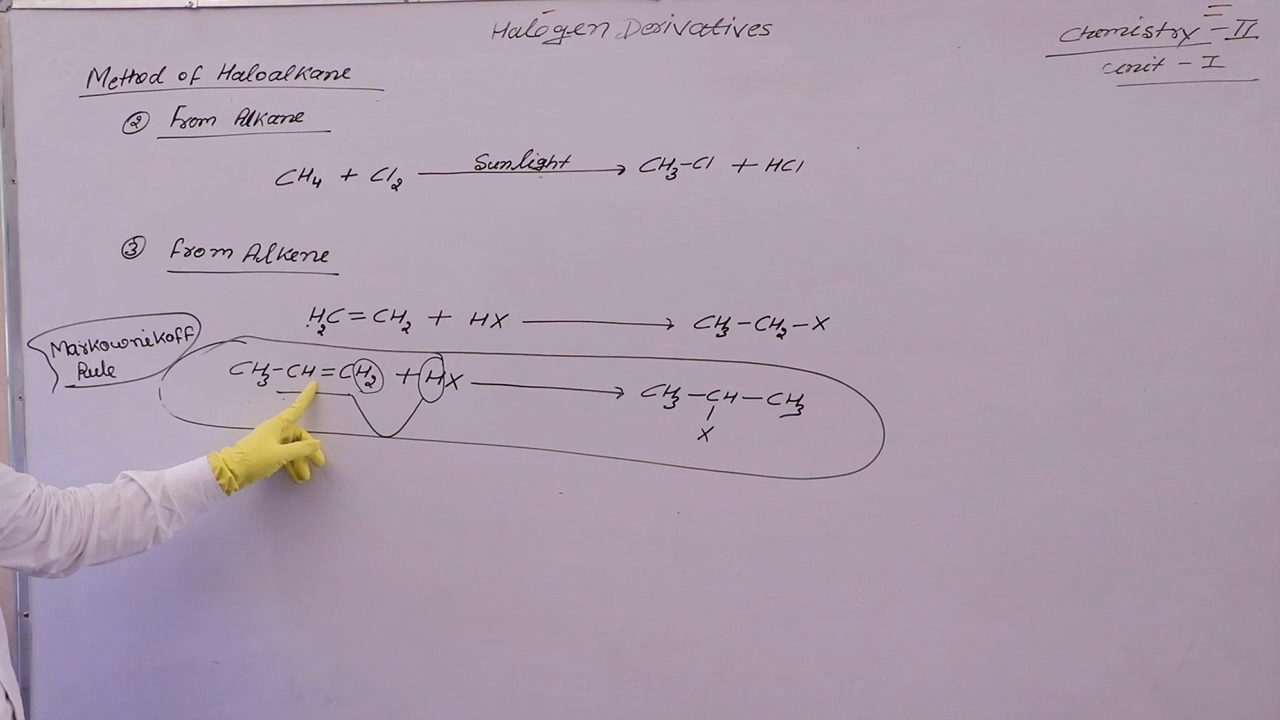 Halogen Derivatives
Chemistry-II
Unit - I
Method of Haloalkane
② From Alkane
CH₄ + Cl₂ Sunlight → CH₃-Cl + HCl
③ From Alkene
H₂C=CH₂ + HX → CH₃-CH₂-X
Markownikoff
Rule
CH₃-CH=CH₂ + HX → CH₃-CH-CH₃
X